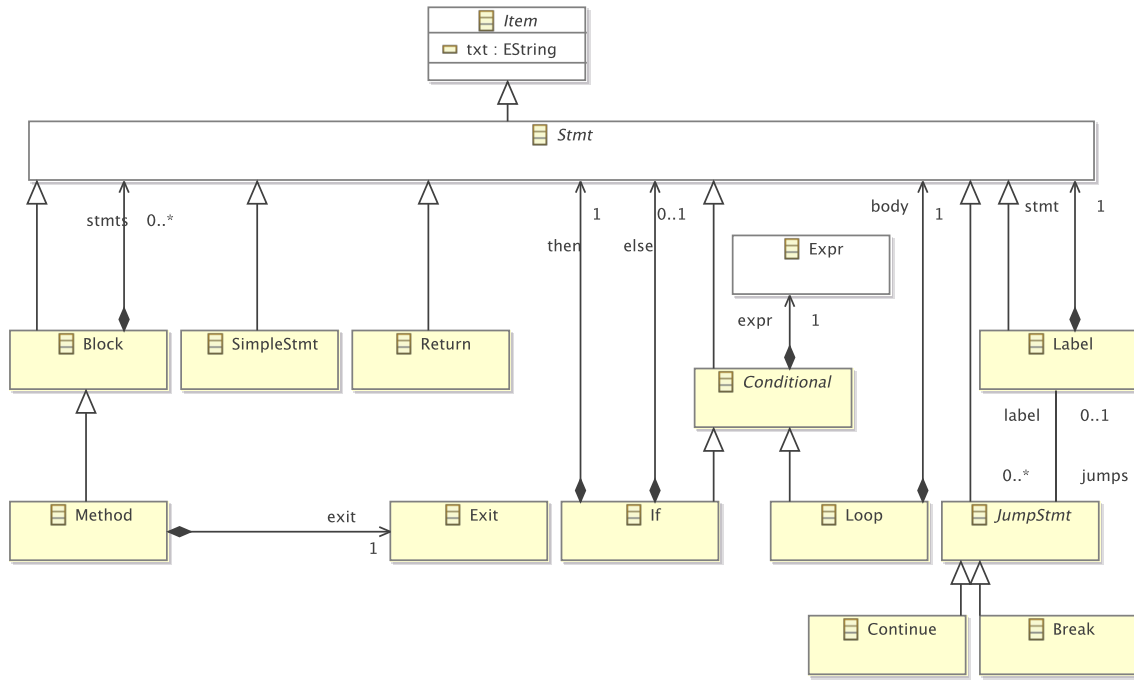 Item
txt : EString
Stmt
stmts 0..*
1
0..1
body 1
stmt 1
then
else
Expr
expr 1
Block
SimpleStmt
Return
Label
Conditional
label 0..1
0..* jumps
Method
exit
1
Exit
If
Loop
JumpStmt
Continue
Break